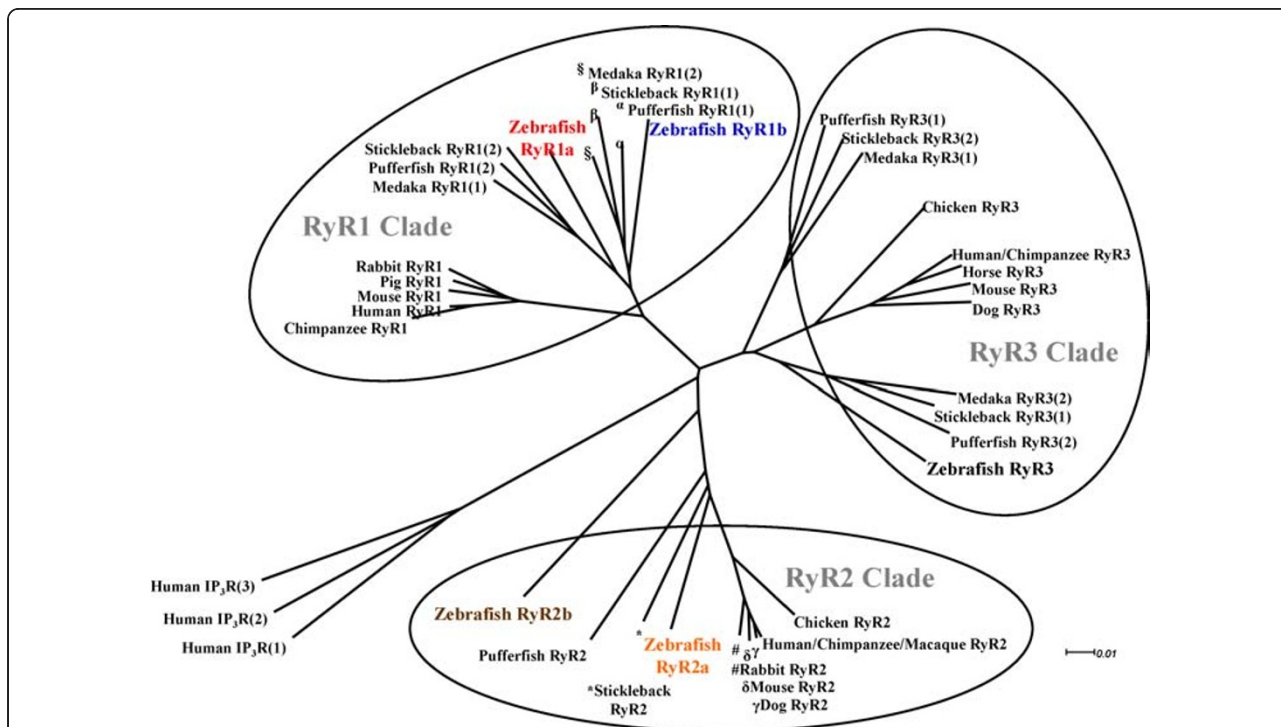 § Medaka RyR1(2)
β Stickleback RyR1(1)
α Pufferfish RyR1(1)
Zebrafish RyR1b
Zebrafish
RyR1a
β
§
α
Stickleback RyR1(2)
Pufferfish RyR1(2)
Medaka RyR1(1)
RyR1 Clade
Rabbit RyR1
Pig RyR1
Mouse RyR1
Human RyR1
Chimpanzee RyR1
Pufferfish RyR3(1)
Stickleback RyR3(2)
Medaka RyR3(1)
Chicken RyR3
Human/Chimpanzee RyR3
Horse RyR3
Mouse RyR3
Dog RyR3
RyR3 Clade
Medaka RyR3(2)
Stickleback RyR3(1)
Pufferfish RyR3(2)
Zebrafish RyR3
Human IP₃R(3)
Human IP₃R(2)
Human IP₃R(1)
RyR2 Clade
Zebrafish RyR2b
Pufferfish RyR2
*
Zebrafish
RyR2a
*Stickleback
RyR2
Chicken RyR2
# δ γ Human/Chimpanzee/Macaque RyR2
#Rabbit RyR2
δMouse RyR2
γDog RyR2
0.01